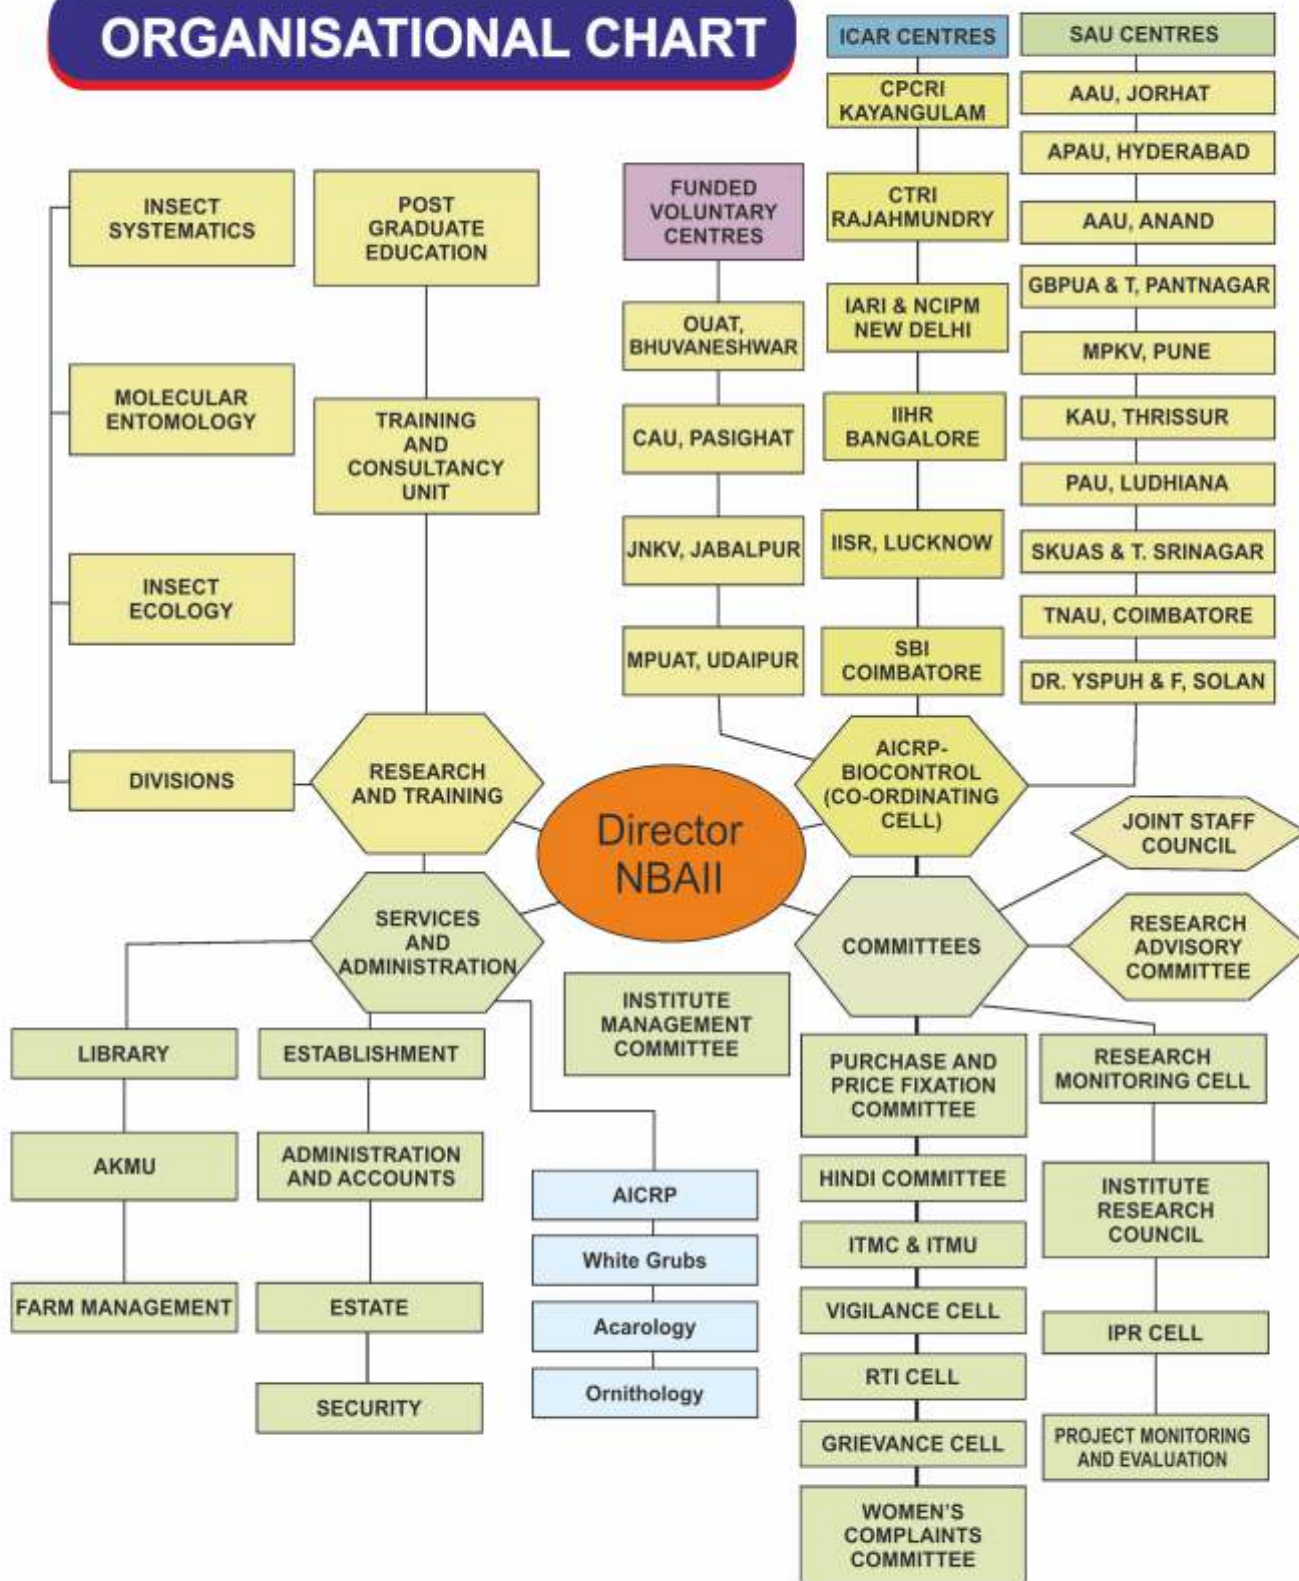 ORGANISATIONAL CHART
INSECT
SYSTEMATICS
MOLECULAR
ENTOMOLOGY
INSECT
ECOLOGY
DIVISIONS
POST
GRADUATE
EDUCATION
TRAINING
AND
CONSULTANCY
UNIT
RESEARCH
AND TRAINING
FUNDED
VOLUNTARY
CENTRES
OUAT,
BHUVANESHWAR
CAU, PASIGHAT
JNKV, JABALPUR
MPUAT, UDAIPUR
ICAR CENTRES
CPCRI
KAYANGULAM
CTRI
RAJAHMUNDRY
IARI & NCIPM
NEW DELHI
IIHR
BANGALORE
IISR, LUCKNOW
SBI
COIMBATORE
SAU CENTRES
AAU, JORHAT
APAU, HYDERABAD
AAU, ANAND
GBPUA & T, PANTNAGAR
MPKV, PUNE
KAU, THRISSUR
PAU, LUDHIANA
SKUAS & T. SRINAGAR
TNAU, COIMBATORE
DR. YSPUH & F, SOLAN
AICRP-
BIOCONTROL
(CO-ORDINATING
CELL)
Director
NBAII
SERVICES
AND
ADMINISTRATION
COMMITTEES
JOINT STAFF
COUNCIL
RESEARCH
ADVISORY
COMMITTEE
LIBRARY
AKMU
FARM MANAGEMENT
ESTABLISHMENT
ADMINISTRATION
AND ACCOUNTS
ESTATE
SECURITY
INSTITUTE
MANAGEMENT
COMMITTEE
AICRP
White Grubs
Acarology
Ornithology
PURCHASE AND
PRICE FIXATION
COMMITTEE
HINDI COMMITTEE
ITMC & ITMU
VIGILANCE CELL
RTI CELL
GRIEVANCE CELL
WOMEN'S
COMPLAINTS
COMMITTEE
RESEARCH
MONITORING CELL
INSTITUTE
RESEARCH
COUNCIL
IPR CELL
PROJECT MONITORING
AND EVALUATION